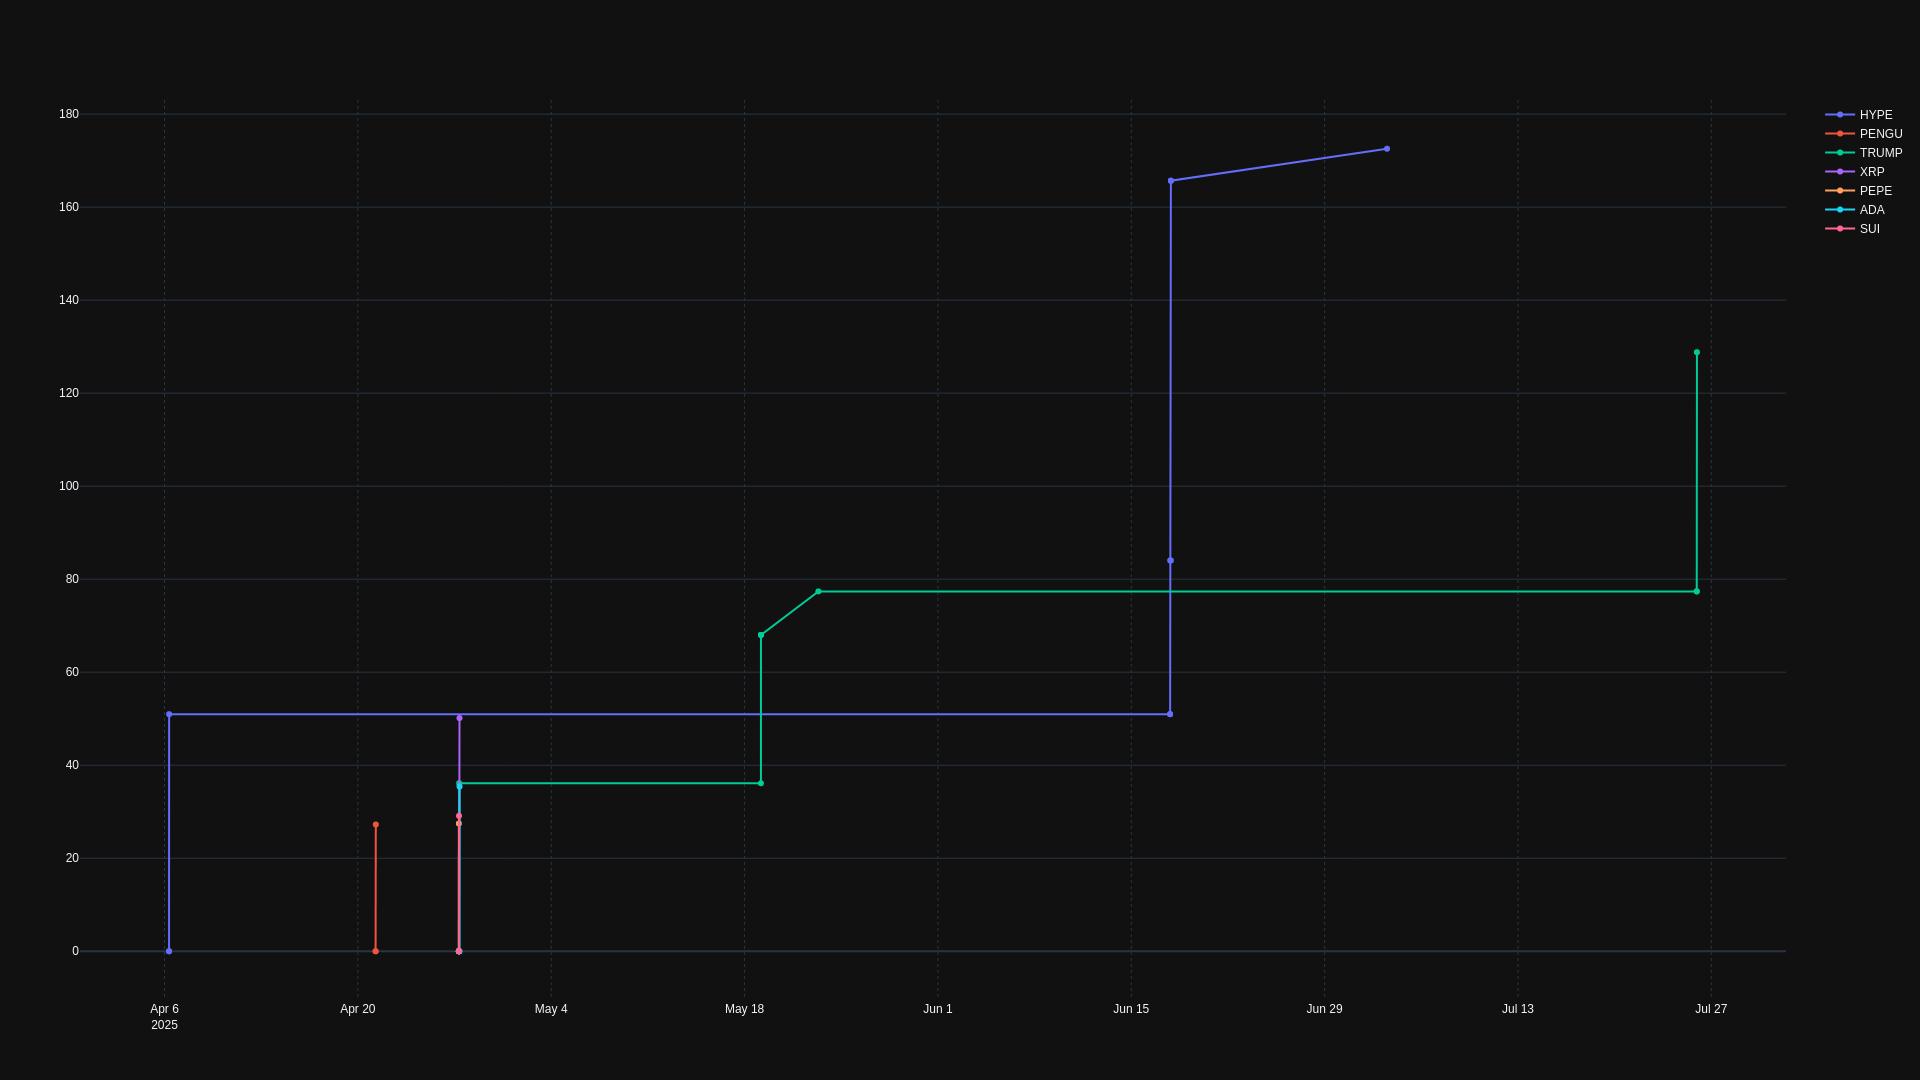 180
160
140
120
100
80
60
40
20
0
Apr 6
2025
Apr 20
May 4
May 18
Jun 1
Jun 15
Jun 29
Jul 13
Jul 27
HYPE
PENGU
TRUMP
XRP
PEPE
ADA
SUI